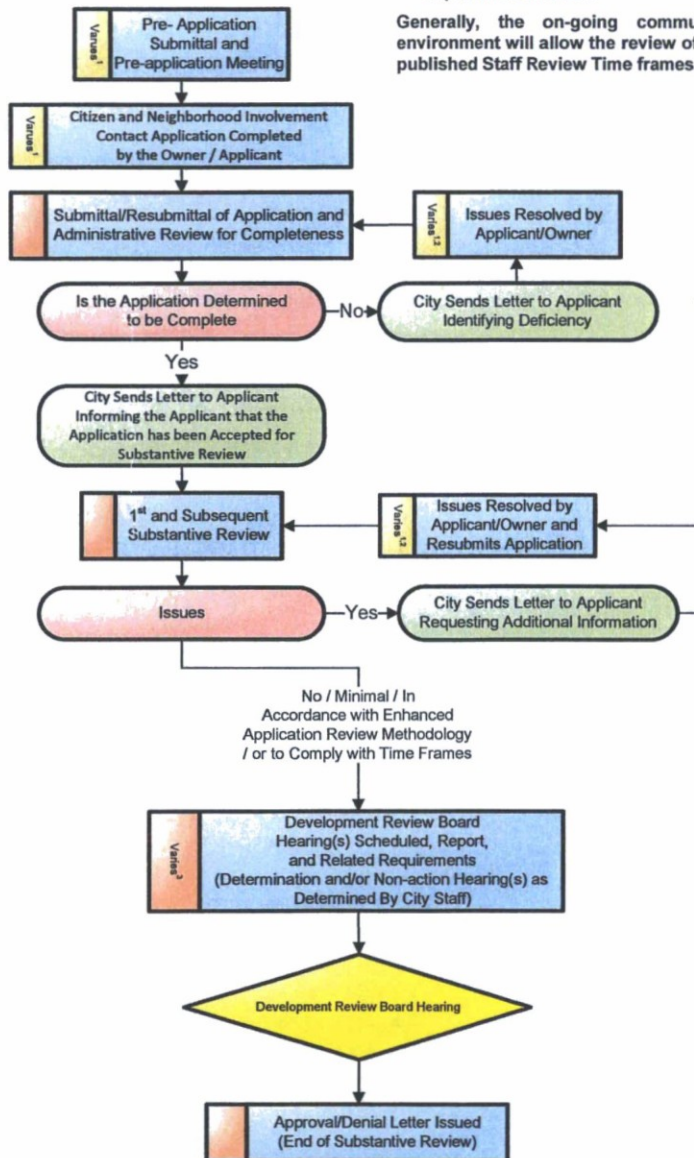 Generally, the on-going commu
environment will allow the review of
published Staff Review Time frames
Varues¹
Pre- Application
Submittal and
Pre-application Meeting
Varues¹
Citizen and Neighborhood Involvement
Contact Application Completed
by the Owner / Applicant
Submittal/Resubmittal of Application and
Administrative Review for Completeness
Varies¹,²
Issues Resolved by
Applicant/Owner
Is the Application Determined
to be Complete
No
City Sends Letter to Applicant
Identifying Deficiency
Yes
City Sends Letter to Applicant
Informing the Applicant that the
Application has been Accepted for
Substantive Review
1st and Subsequent
Substantive Review
Varies¹,²
Issues Resolved by
Applicant/Owner and
Resubmits Application
Issues
Yes
City Sends Letter to Applicant
Requesting Additional Information
No / Minimal / In
Accordance with Enhanced
Application Review Methodology
/ or to Comply with Time Frames
Varies³
Development Review Board
Hearing(s) Scheduled, Report,
and Related Requirements
(Determination and/or Non-action Hearing(s) as
Determined By City Staff)
Development Review Board Hearing
Approval/Denial Letter Issued
(End of Substantive Review)